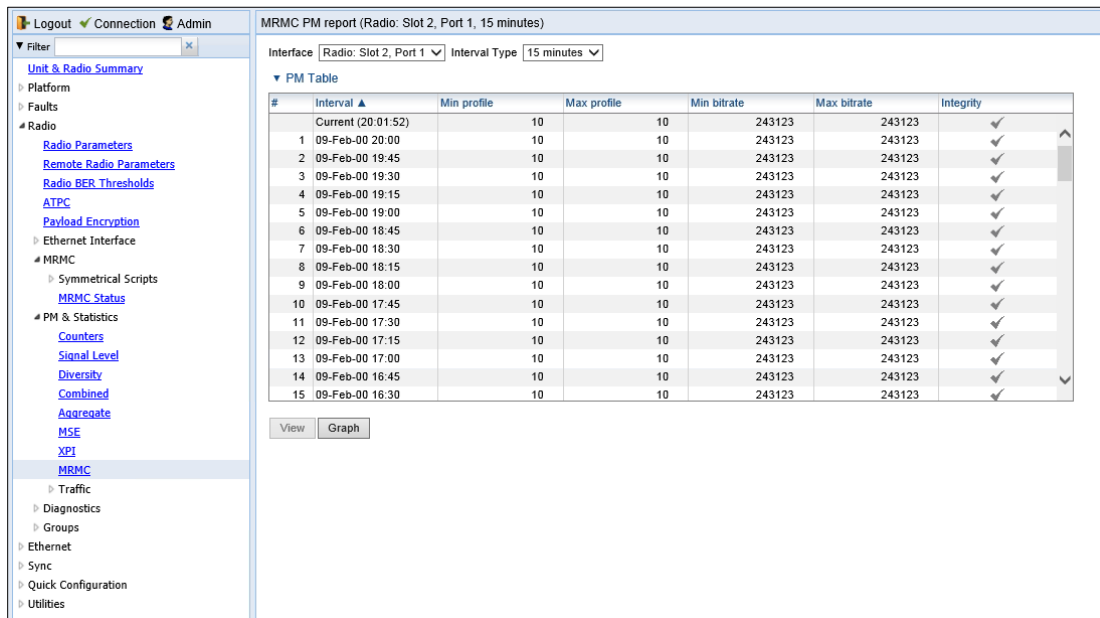 Logout Connection Admin
Filter
Unit & Radio Summary
Platform
Faults
Radio
Radio Parameters
Remote Radio Parameters
Radio BER Thresholds
ATPC
Payload Encryption
Ethernet Interface
MRMC
Symmetrical Scripts
MRMC Status
PM & Statistics
Counters
Signal Level
Diversity
Combined
Aggregate
MSE
XPI
MRMC
Traffic
Diagnostics
Groups
Ethernet
Sync
Quick Configuration
Utilities
MRMC PM report (Radio: Slot 2, Port 1, 15 minutes)
Interface Radio: Slot 2, Port 1 Interval Type 15 minutes
PM Table
# Interval ▲ Min profile Max profile Min bitrate Max bitrate Integrity
Current (20:01:52) 10 10 243123 243123 ✓
1 09-Feb-00 20:00 10 10 243123 243123 ✓
2 09-Feb-00 19:45 10 10 243123 243123 ✓
3 09-Feb-00 19:30 10 10 243123 243123 ✓
4 09-Feb-00 19:15 10 10 243123 243123 ✓
5 09-Feb-00 19:00 10 10 243123 243123 ✓
6 09-Feb-00 18:45 10 10 243123 243123 ✓
7 09-Feb-00 18:30 10 10 243123 243123 ✓
8 09-Feb-00 18:15 10 10 243123 243123 ✓
9 09-Feb-00 18:00 10 10 243123 243123 ✓
10 09-Feb-00 17:45 10 10 243123 243123 ✓
11 09-Feb-00 17:30 10 10 243123 243123 ✓
12 09-Feb-00 17:15 10 10 243123 243123 ✓
13 09-Feb-00 17:00 10 10 243123 243123 ✓
14 09-Feb-00 16:45 10 10 243123 243123 ✓
15 09-Feb-00 16:30 10 10 243123 243123 ✓
View Graph